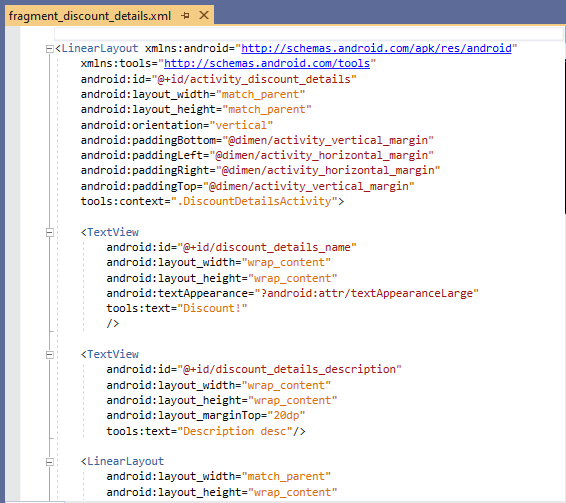 fragment_discount_details.xml
<LinearLayout xmlns:android="http://schemas.android.com/apk/res/android"
xmlns:tools="http://schemas.android.com/tools"
android:id="@+id/activity_discount_details"
android:layout_width="match_parent"
android:layout_height="match_parent"
android:orientation="vertical"
android:paddingBottom="@dimen/activity_vertical_margin"
android:paddingLeft="@dimen/activity_horizontal_margin"
android:paddingRight="@dimen/activity_horizontal_margin"
android:paddingTop="@dimen/activity_vertical_margin"
tools:context=".DiscountDetailsActivity">
<TextView
android:id="@+id/discount_details_name"
android:layout_width="wrap_content"
android:layout_height="wrap_content"
android:textAppearance="?android:attr/textAppearanceLarge"
tools:text="Discount!"
/>
<TextView
android:id="@+id/discount_details_description"
android:layout_width="wrap_content"
android:layout_height="wrap_content"
android:layout_marginTop="20dp"
tools:text="Description desc"/>
<LinearLayout
android:layout_width="match_parent"
android:layout_height="wrap_content"